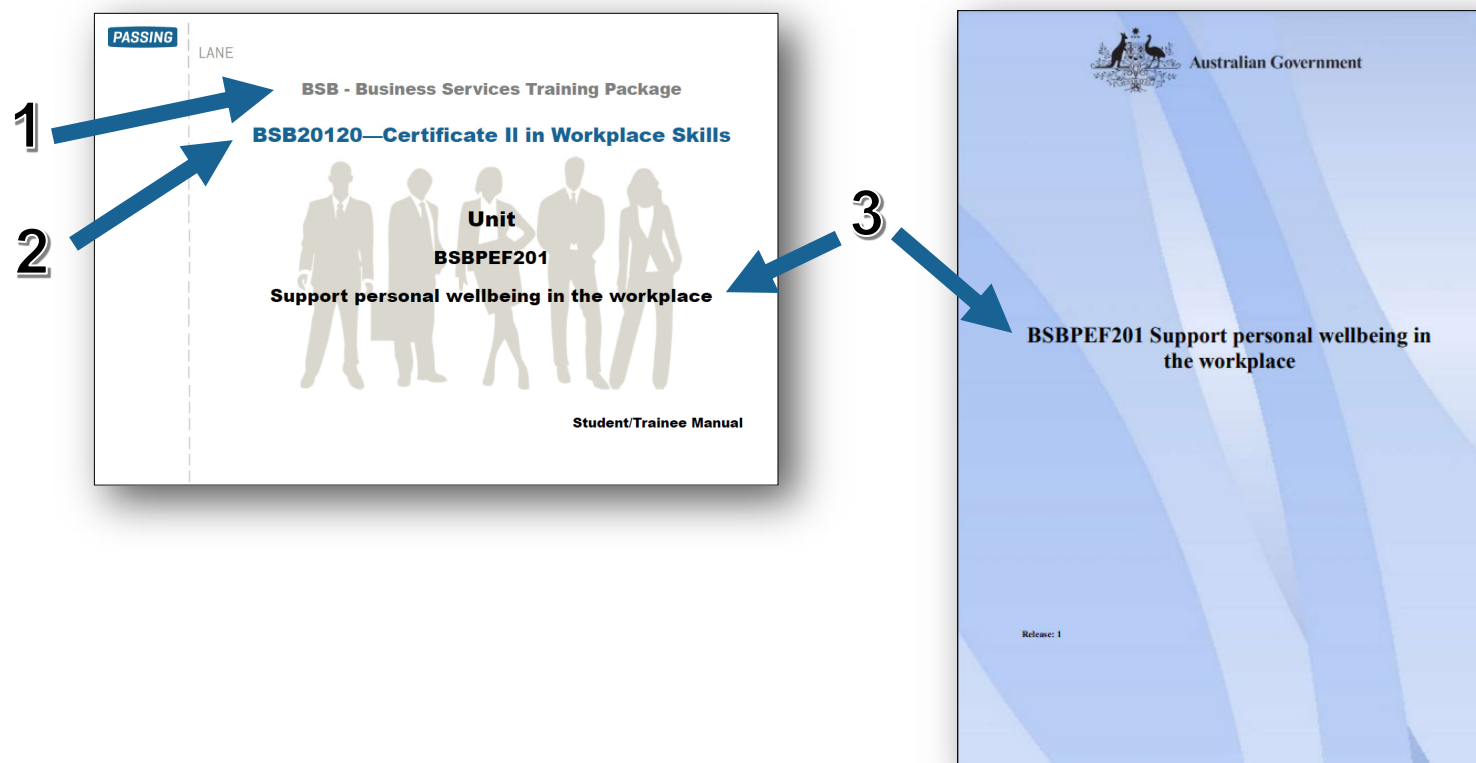 PASSING
LANE
BSB - Business Services Training Package
1
BSB20120—Certificate II in Workplace Skills
2
Unit
BSBPEF201
Support personal wellbeing in the workplace
Student/Trainee Manual
3
Australian Government
BSBPEF201 Support personal wellbeing in
the workplace
Release: 1